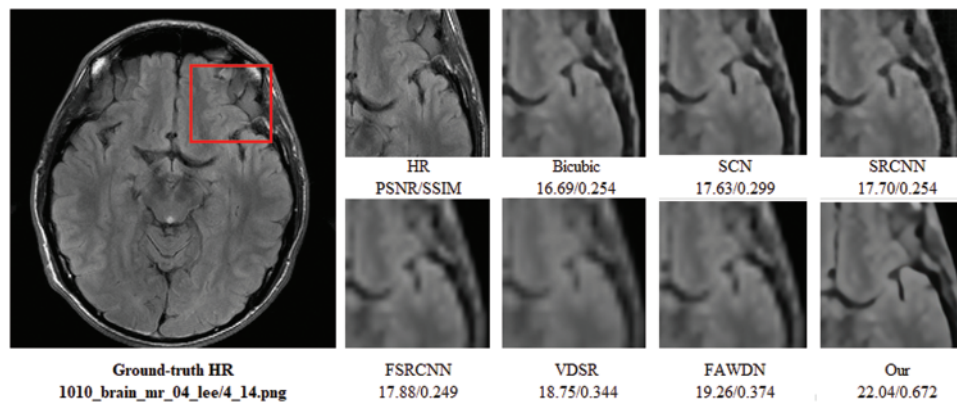 HR
PSNR/SSIM
Bicubic
16.69/0.254
SCN
17.63/0.299
SRCNN
17.70/0.254
Ground-truth HR
1010_brain_mr_04_lee/4_14.png
FSRCNN
17.88/0.249
VDSR
18.75/0.344
FAWDN
19.26/0.374
Our
22.04/0.672